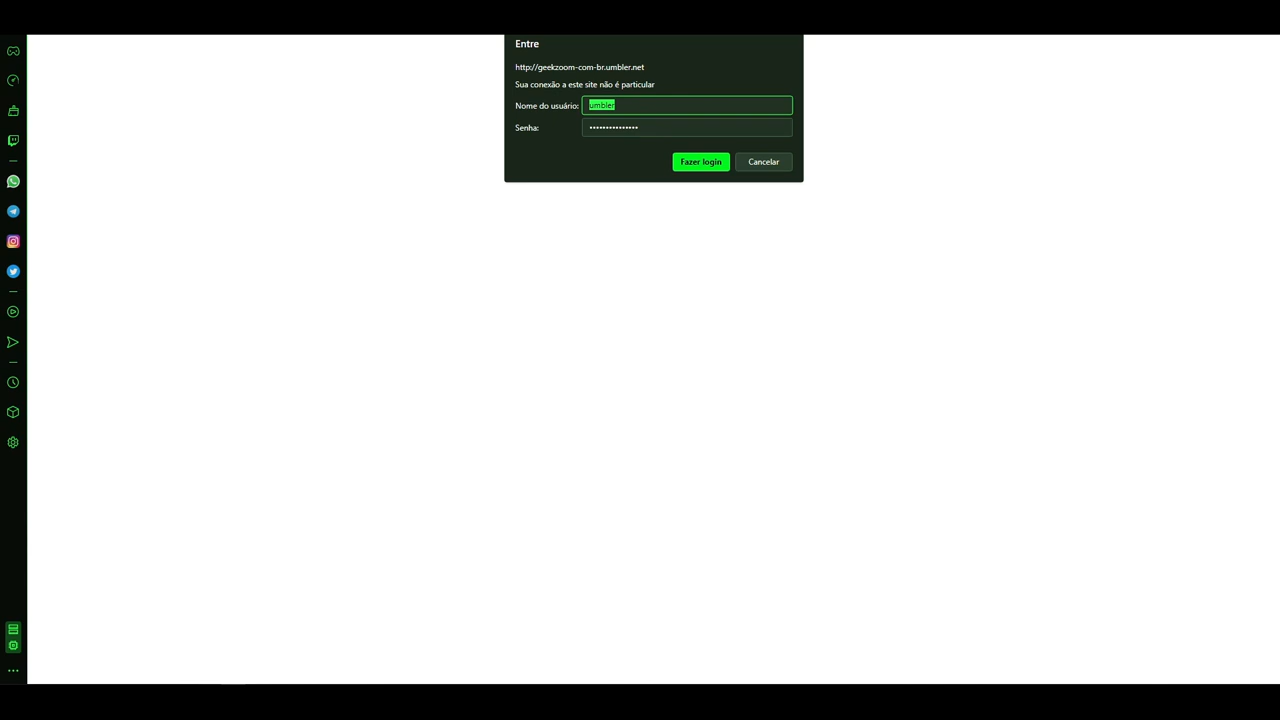 Entre
http://geekzoom-com-br.umbler.net
Sua conexão a este site não é particular
Nome do usuário: umbler
Senha: •••••••••••••••
Fazer login Cancelar